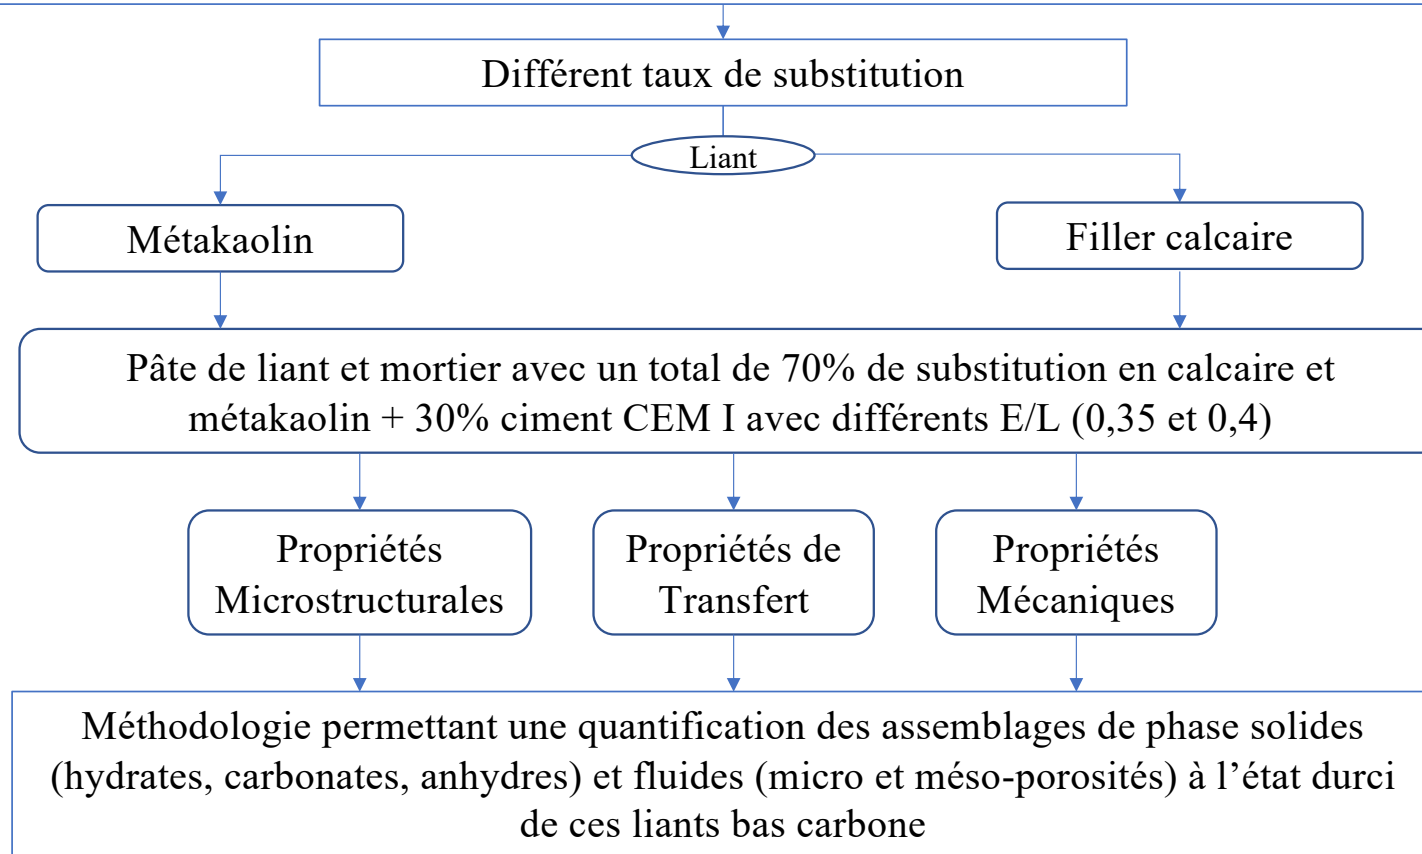 Différent taux de substitution
Liant
Métakaolin
Filler calcaire
Pâte de liant et mortier avec un total de 70% de substitution en calcaire et
métakaolin + 30% ciment CEM I avec différents E/L (0,35 et 0,4)
Propriétés
Microstructurales
Propriétés de
Transfert
Propriétés
Mécaniques
Méthodologie permettant une quantification des assemblages de phase solides
(hydrates, carbonates, anhydres) et fluides (micro et méso-porosités) à l’état durci
de ces liants bas carbone